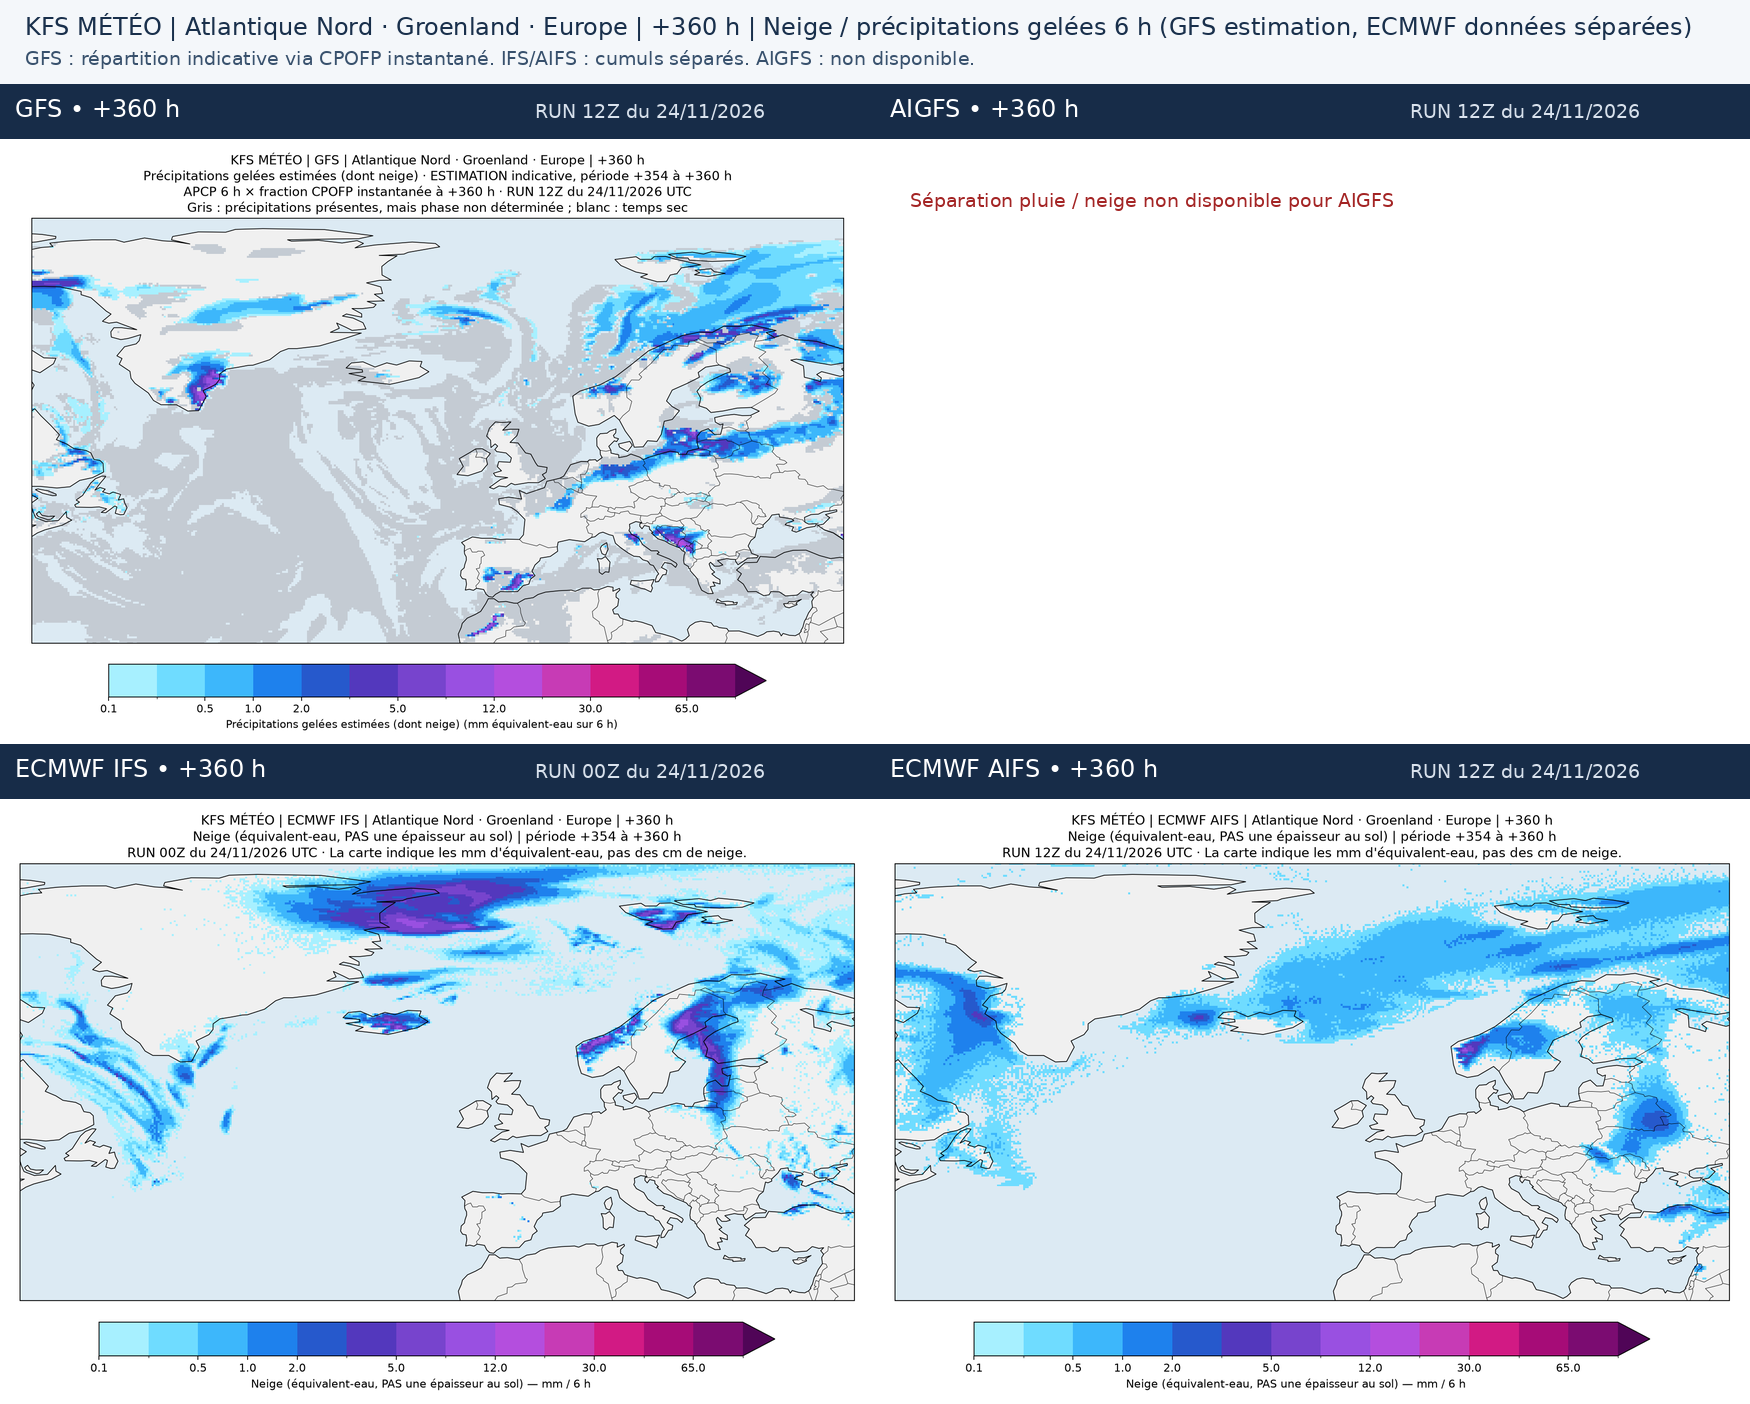 KFS MÉTÉO | Atlantique Nord · Groenland · Europe | +360 h | Neige / précipitations gelées 6 h (GFS estimation, ECMWF données séparées)
GFS : répartition indicative via CPOFP instantané. IFS/AIFS : cumuls séparés. AIGFS : non disponible.
GFS • +360 h
RUN 12Z du 24/11/2026
AIGFS • +360 h
RUN 12Z du 24/11/2026
KFS MÉTÉO | GFS | Atlantique Nord · Groenland · Europe | +360 h
Précipitations gelées estimées (dont neige) · ESTIMATION indicative, période +354 à +360 h
APCP 6 h × fraction CPOFP instantanée à +360 h · RUN 12Z du 24/11/2026 UTC
Gris : précipitations présentes, mais phase non déterminée ; blanc : temps sec
Séparation pluie / neige non disponible pour AIGFS
0.1 0.5 1.0 2.0 5.0 12.0 30.0 65.0
Précipitations gelées estimées (dont neige) (mm équivalent-eau sur 6 h)
ECMWF IFS • +360 h
RUN 00Z du 24/11/2026
ECMWF AIFS • +360 h
RUN 12Z du 24/11/2026
KFS MÉTÉO | ECMWF IFS | Atlantique Nord · Groenland · Europe | +360 h
Neige (équivalent-eau, PAS une épaisseur au sol) | période +354 à +360 h
RUN 00Z du 24/11/2026 UTC · La carte indique les mm d'équivalent-eau, pas des cm de neige.
KFS MÉTÉO | ECMWF AIFS | Atlantique Nord · Groenland · Europe | +360 h
Neige (équivalent-eau, PAS une épaisseur au sol) | période +354 à +360 h
RUN 12Z du 24/11/2026 UTC · La carte indique les mm d'équivalent-eau, pas des cm de neige.
0.1 0.5 1.0 2.0 5.0 12.0 30.0 65.0
Neige (équivalent-eau, PAS une épaisseur au sol) — mm / 6 h
0.1 0.5 1.0 2.0 5.0 12.0 30.0 65.0
Neige (équivalent-eau, PAS une épaisseur au sol) — mm / 6 h